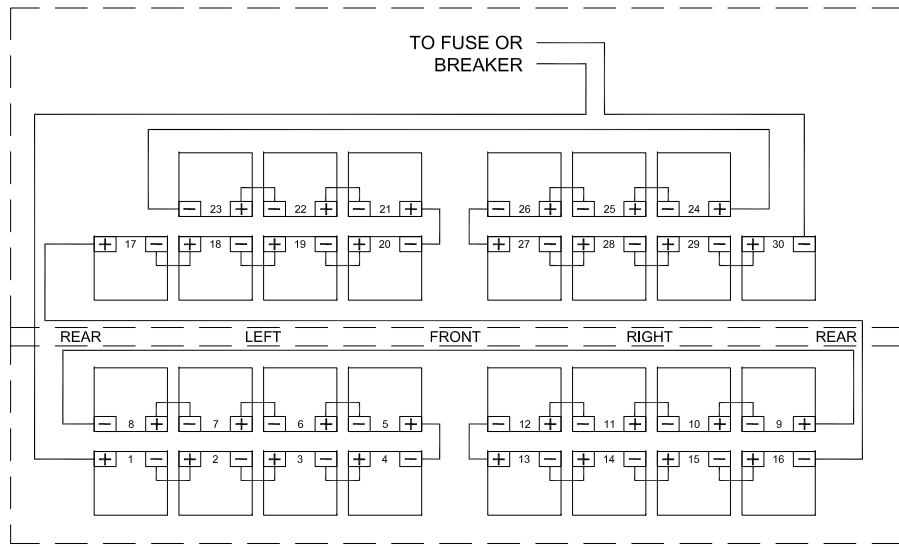 TO FUSE OR
BREAKER
− 23 + − 22 + − 21 + − 26 + − 25 + − 24 +
+ 17 − + 18 − + 19 − + 20 − + 27 − + 28 − + 29 − + 30 −
REAR LEFT FRONT RIGHT REAR
− 8 + − 7 + − 6 + − 5 + − 12 + − 11 + − 10 + − 9 +
+ 1 − + 2 − + 3 − + 4 − + 13 − + 14 − + 15 − + 16 −